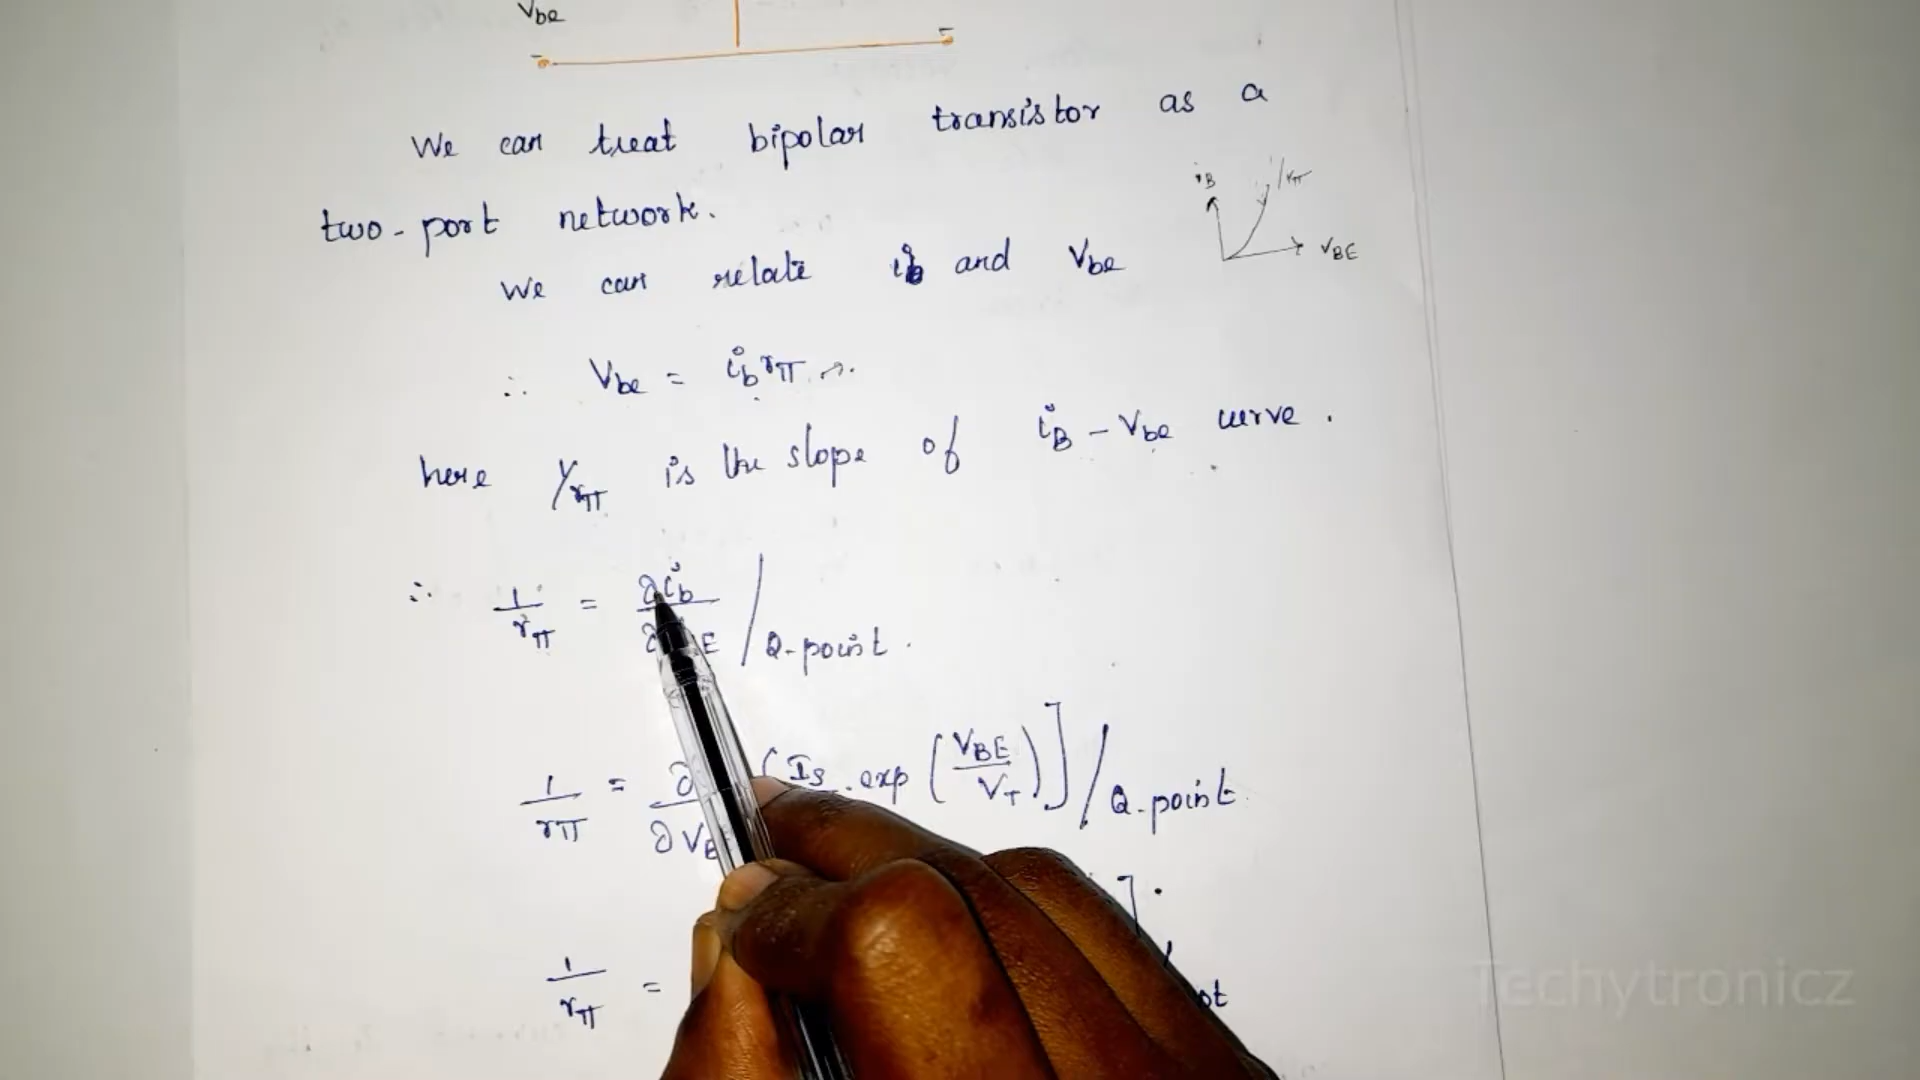 Vbe
We can treat bipolar transistor as a
two-port network.
iB
1/rπ
VBE
We can relate ib and Vbe
∴ Vbe = ib rπ
here 1/rπ is the slope of iB - Vbe curve.
∴ 1/rπ = ∂ib / ∂ E / Q-point.
1/rπ = ∂/∂VB [ Is . exp (VBE/VT) ] / Q-point.
1/rπ =
Techytronicz